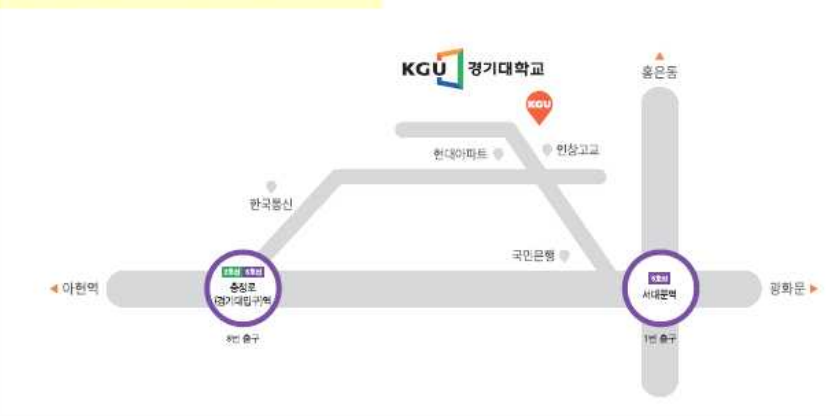 KGU 경기대학교
홍은동
KGU
현대아파트
인창고교
한국통신
국민은행
아현역
2호선 5호선
충정로
(경기대입구)역
5호선
서대문역
광화문
8번 출구
1번 출구